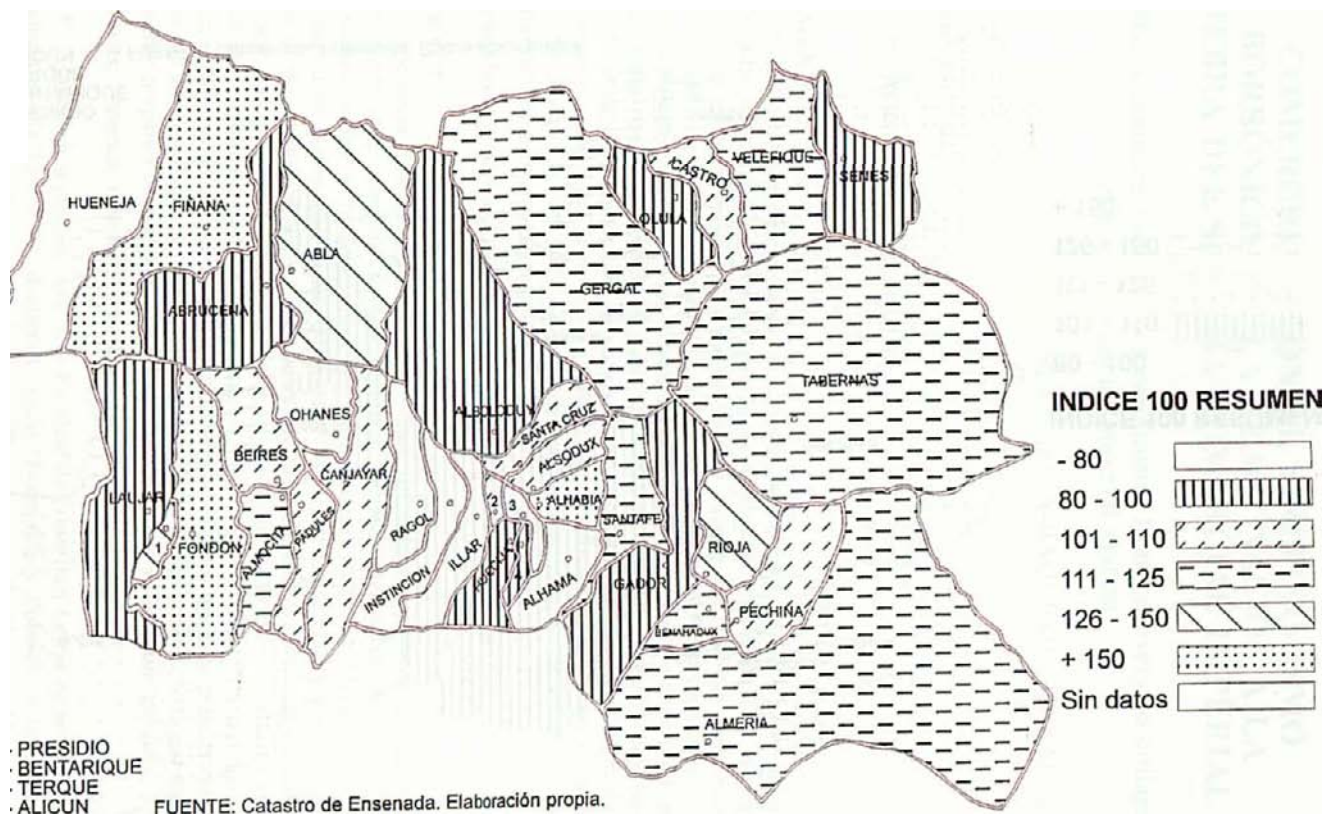 HUENEJA
FIÑANA
ABLA
ABRUCENA
GERGAL
OLULA
CASTRO
VELEFIQUE
SENES
TABERNAS
OHANES
BEIRES
CANJAYAR
ALBOLODUY
SANTA CRUZ
ALSODUX
ALHABIA
SANTAFE
LAUJAR
1
FONDON
ALMOCITA
PADULES
RAGOL
INSTINCION
ILLAR
2
3
HUECIJA
ALHAMA
GADOR
RIOJA
PECHINA
BENAHADUX
ALMERIA
INDICE 100 RESUMEN
- 80
80 - 100
101 - 110
111 - 125
126 - 150
+ 150
Sin datos
- PRESIDIO
- BENTARIQUE
- TERQUE
- ALICUN
FUENTE: Catastro de Ensenada. Elaboración propia.